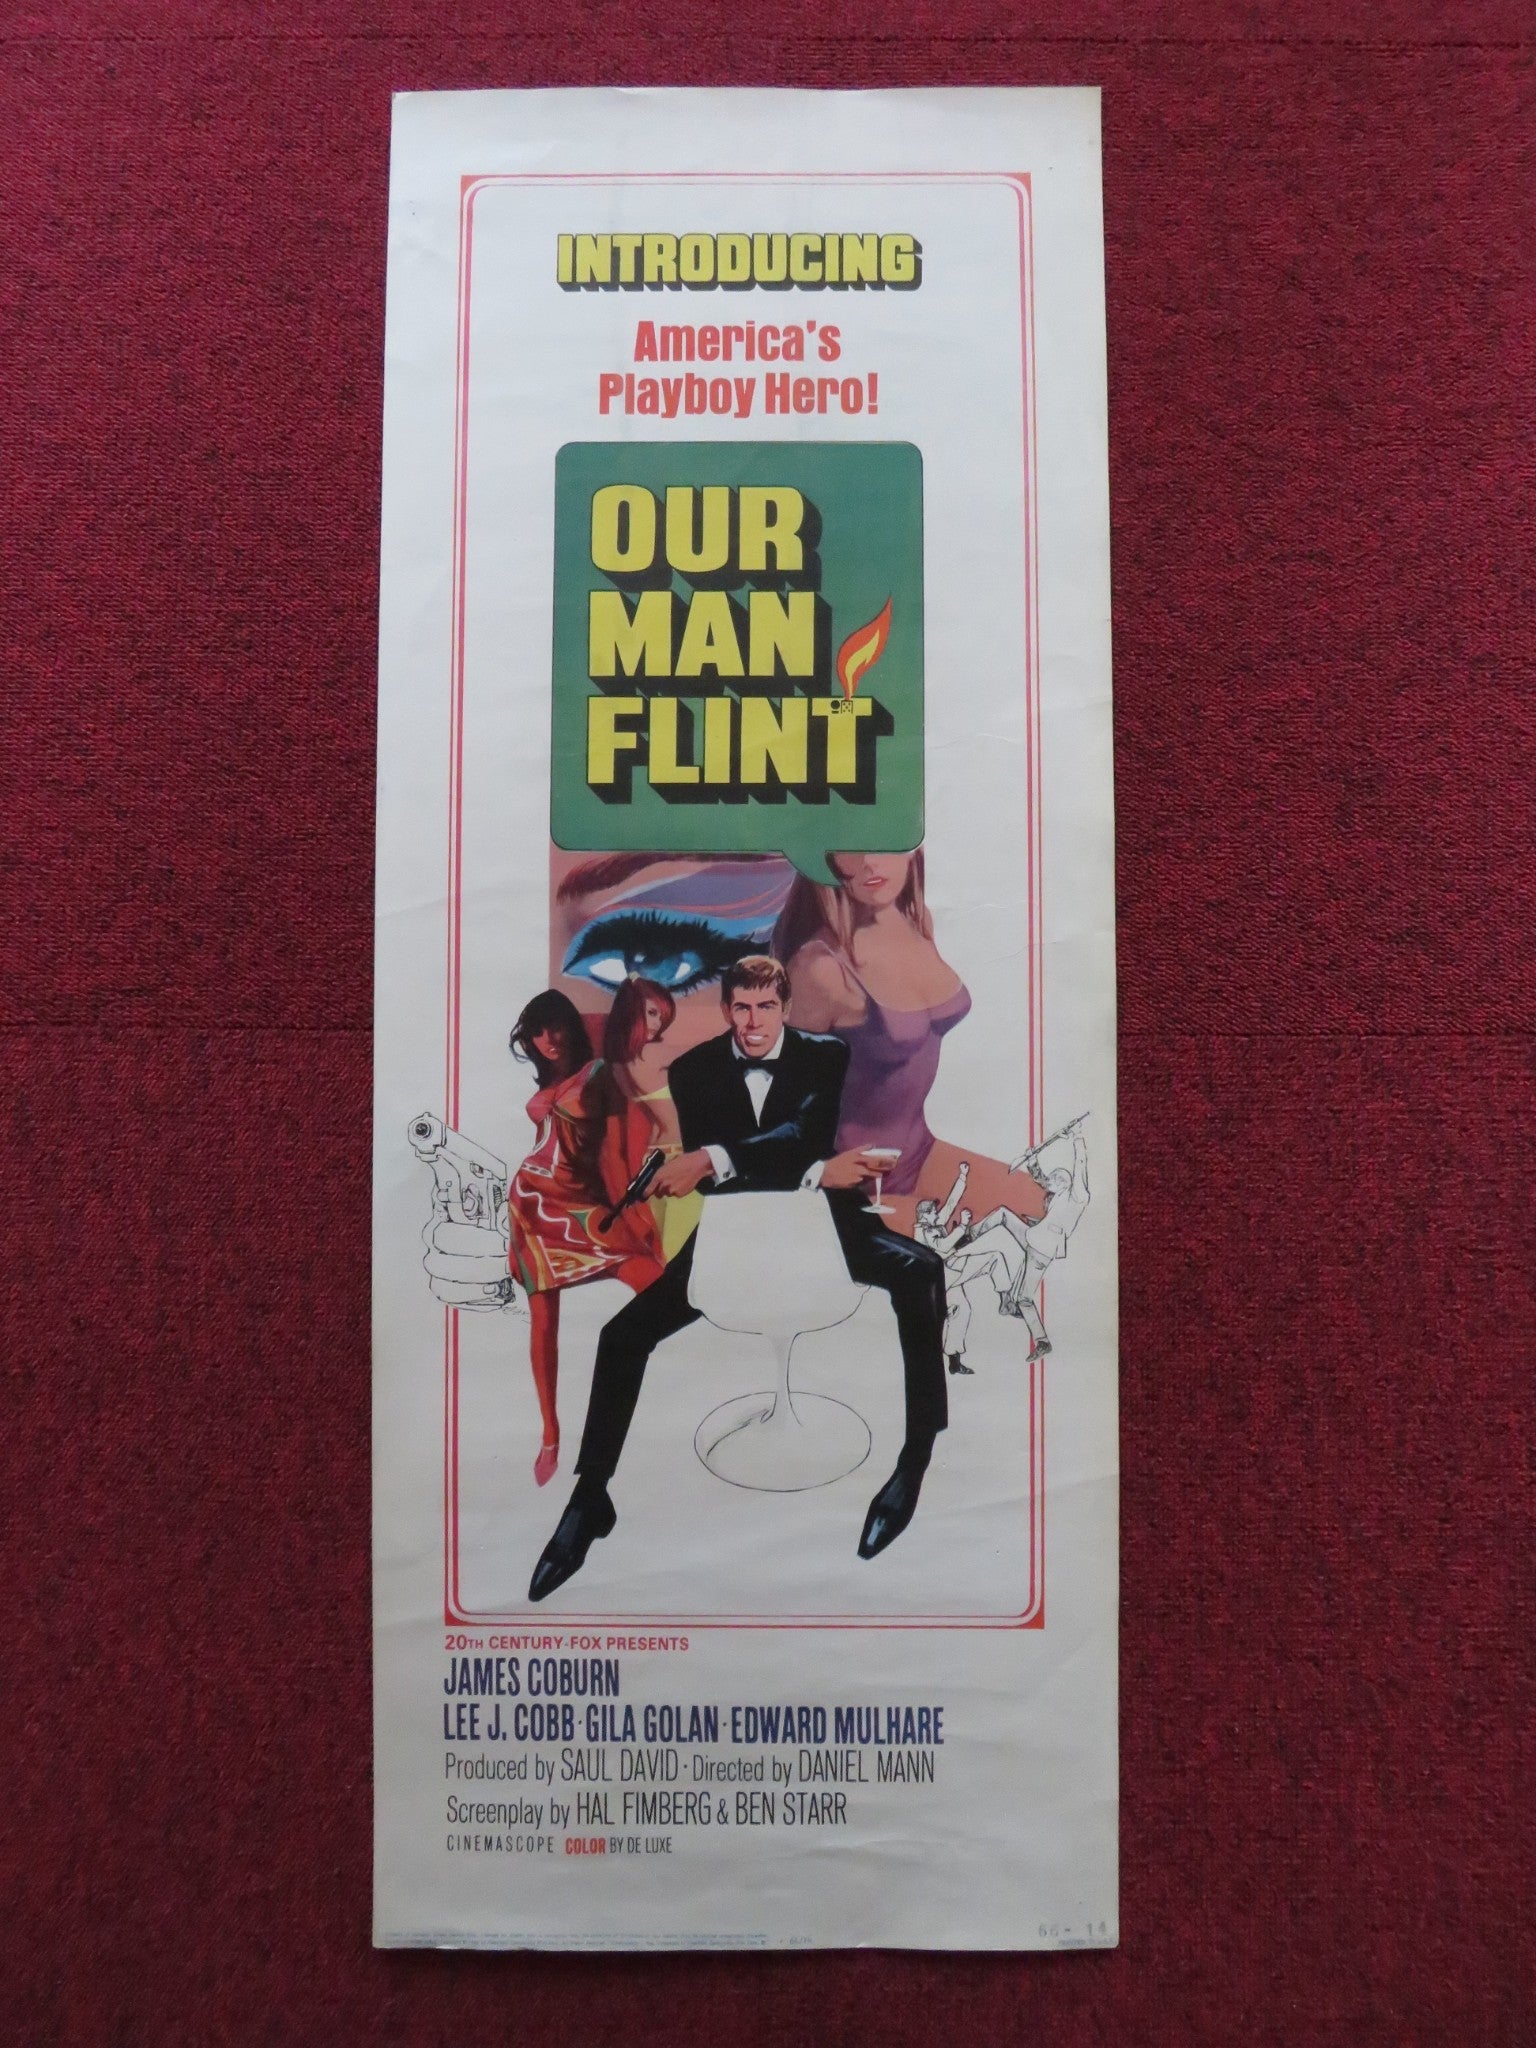 INTRODUCING
America's
Playboy Hero!
OUR
MAN
FLINT
20TH CENTURY-FOX PRESENTS
JAMES COBURN
LEE J. COBB · GILA GOLAN · EDWARD MULHARE
Produced by SAUL DAVID · Directed by DANIEL MANN
Screenplay by HAL FIMBERG & BEN STARR
CINEMASCOPE COLOR BY DE LUXE
66-14